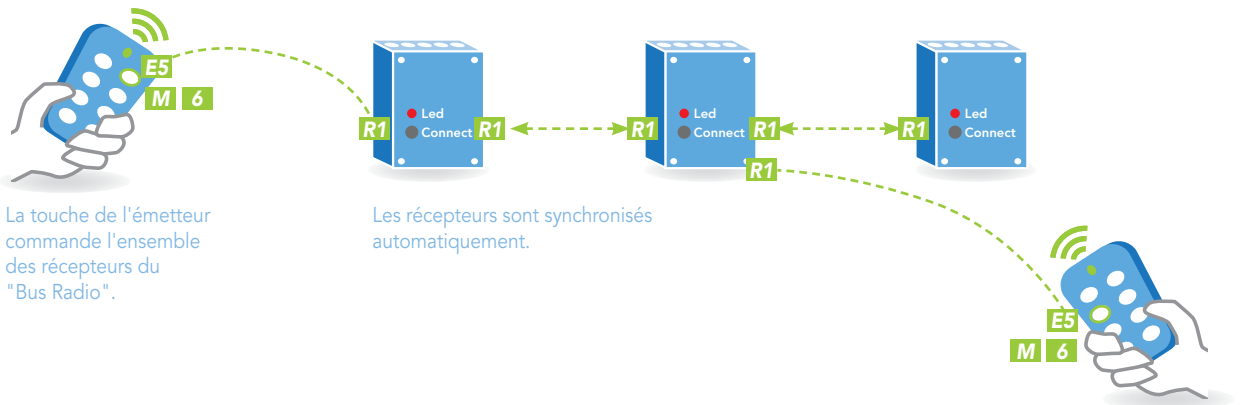 E5
M 6
R1
Led
Connect
R1
R1
Led
Connect
R1
R1
R1
Led
Connect
La touche de l'émetteur
commande l'ensemble
des récepteurs du
"Bus Radio".
Les récepteurs sont synchronisés
automatiquement.
E5
M 6